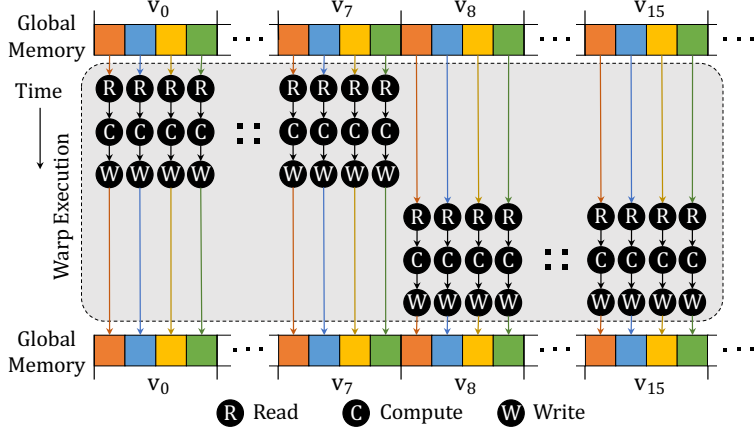 v0 v7 v8 v15
Global
Memory
Time
R R R R R R R R
C C C C C C C C
W W W W W W W W
Warp Execution
R R R R R R R R
C C C C C C C C
W W W W W W W W
Global
Memory
v0 v7 v8 v15
R Read C Compute W Write